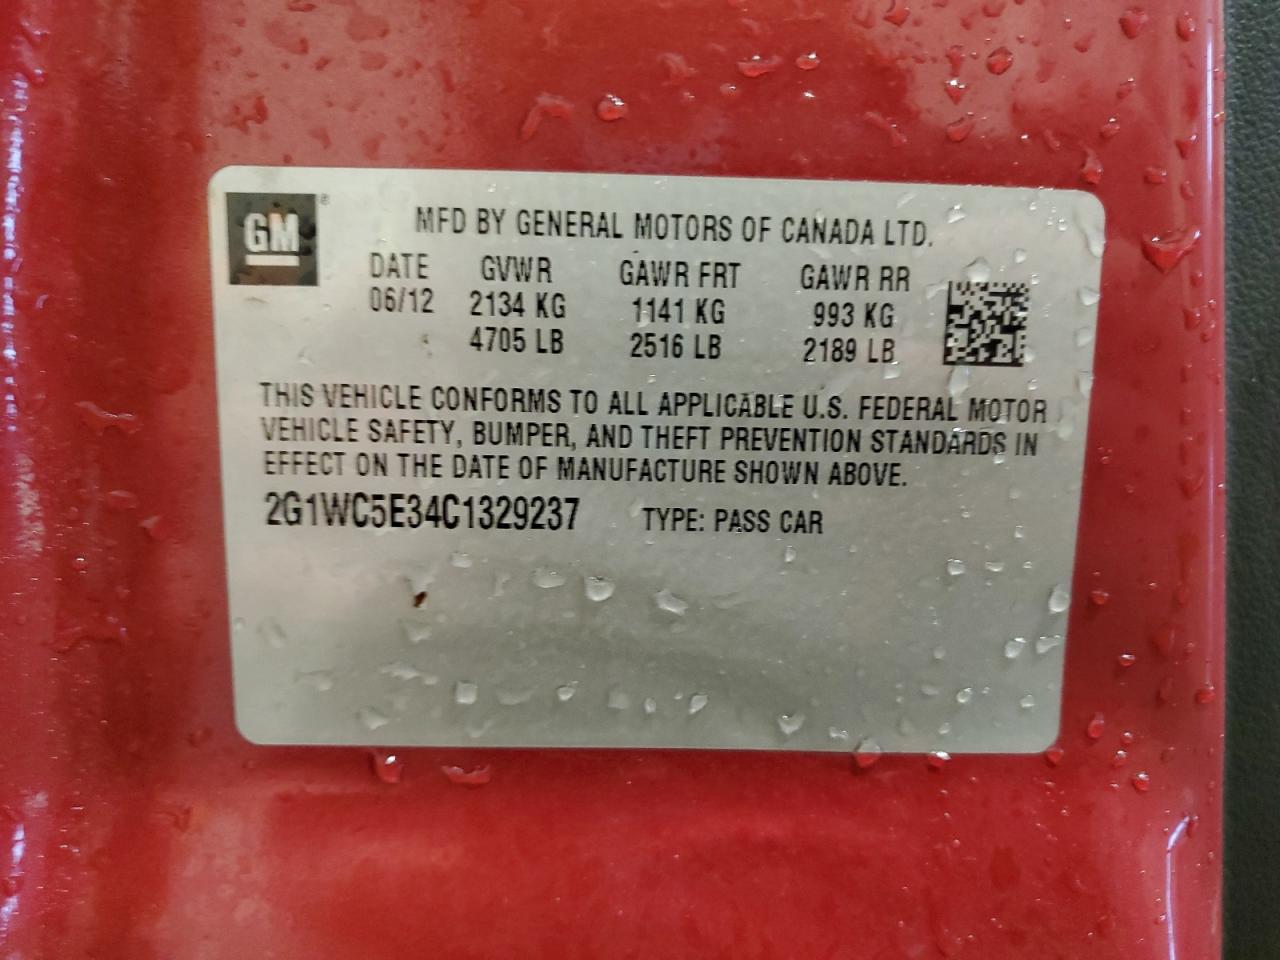 GM ®
MFD BY GENERAL MOTORS OF CANADA LTD.
DATE GVWR GAWR FRT GAWR RR
06/12 2134 KG 1141 KG 993 KG
4705 LB 2516 LB 2189 LB
THIS VEHICLE CONFORMS TO ALL APPLICABLE U.S. FEDERAL MOTOR
VEHICLE SAFETY, BUMPER, AND THEFT PREVENTION STANDARDS IN
EFFECT ON THE DATE OF MANUFACTURE SHOWN ABOVE.
2G1WC5E34C1329237 TYPE: PASS CAR